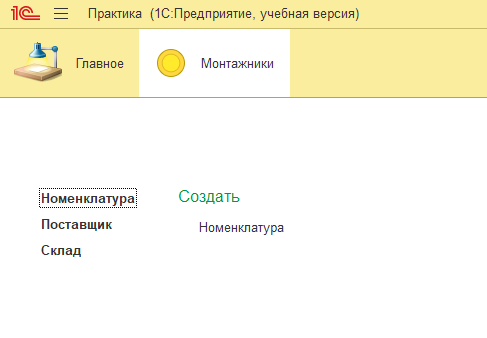 1С Практика (1С:Предприятие, учебная версия)
Главное Монтажники
Номенклатура Создать
Поставщик Номенклатура
Склад